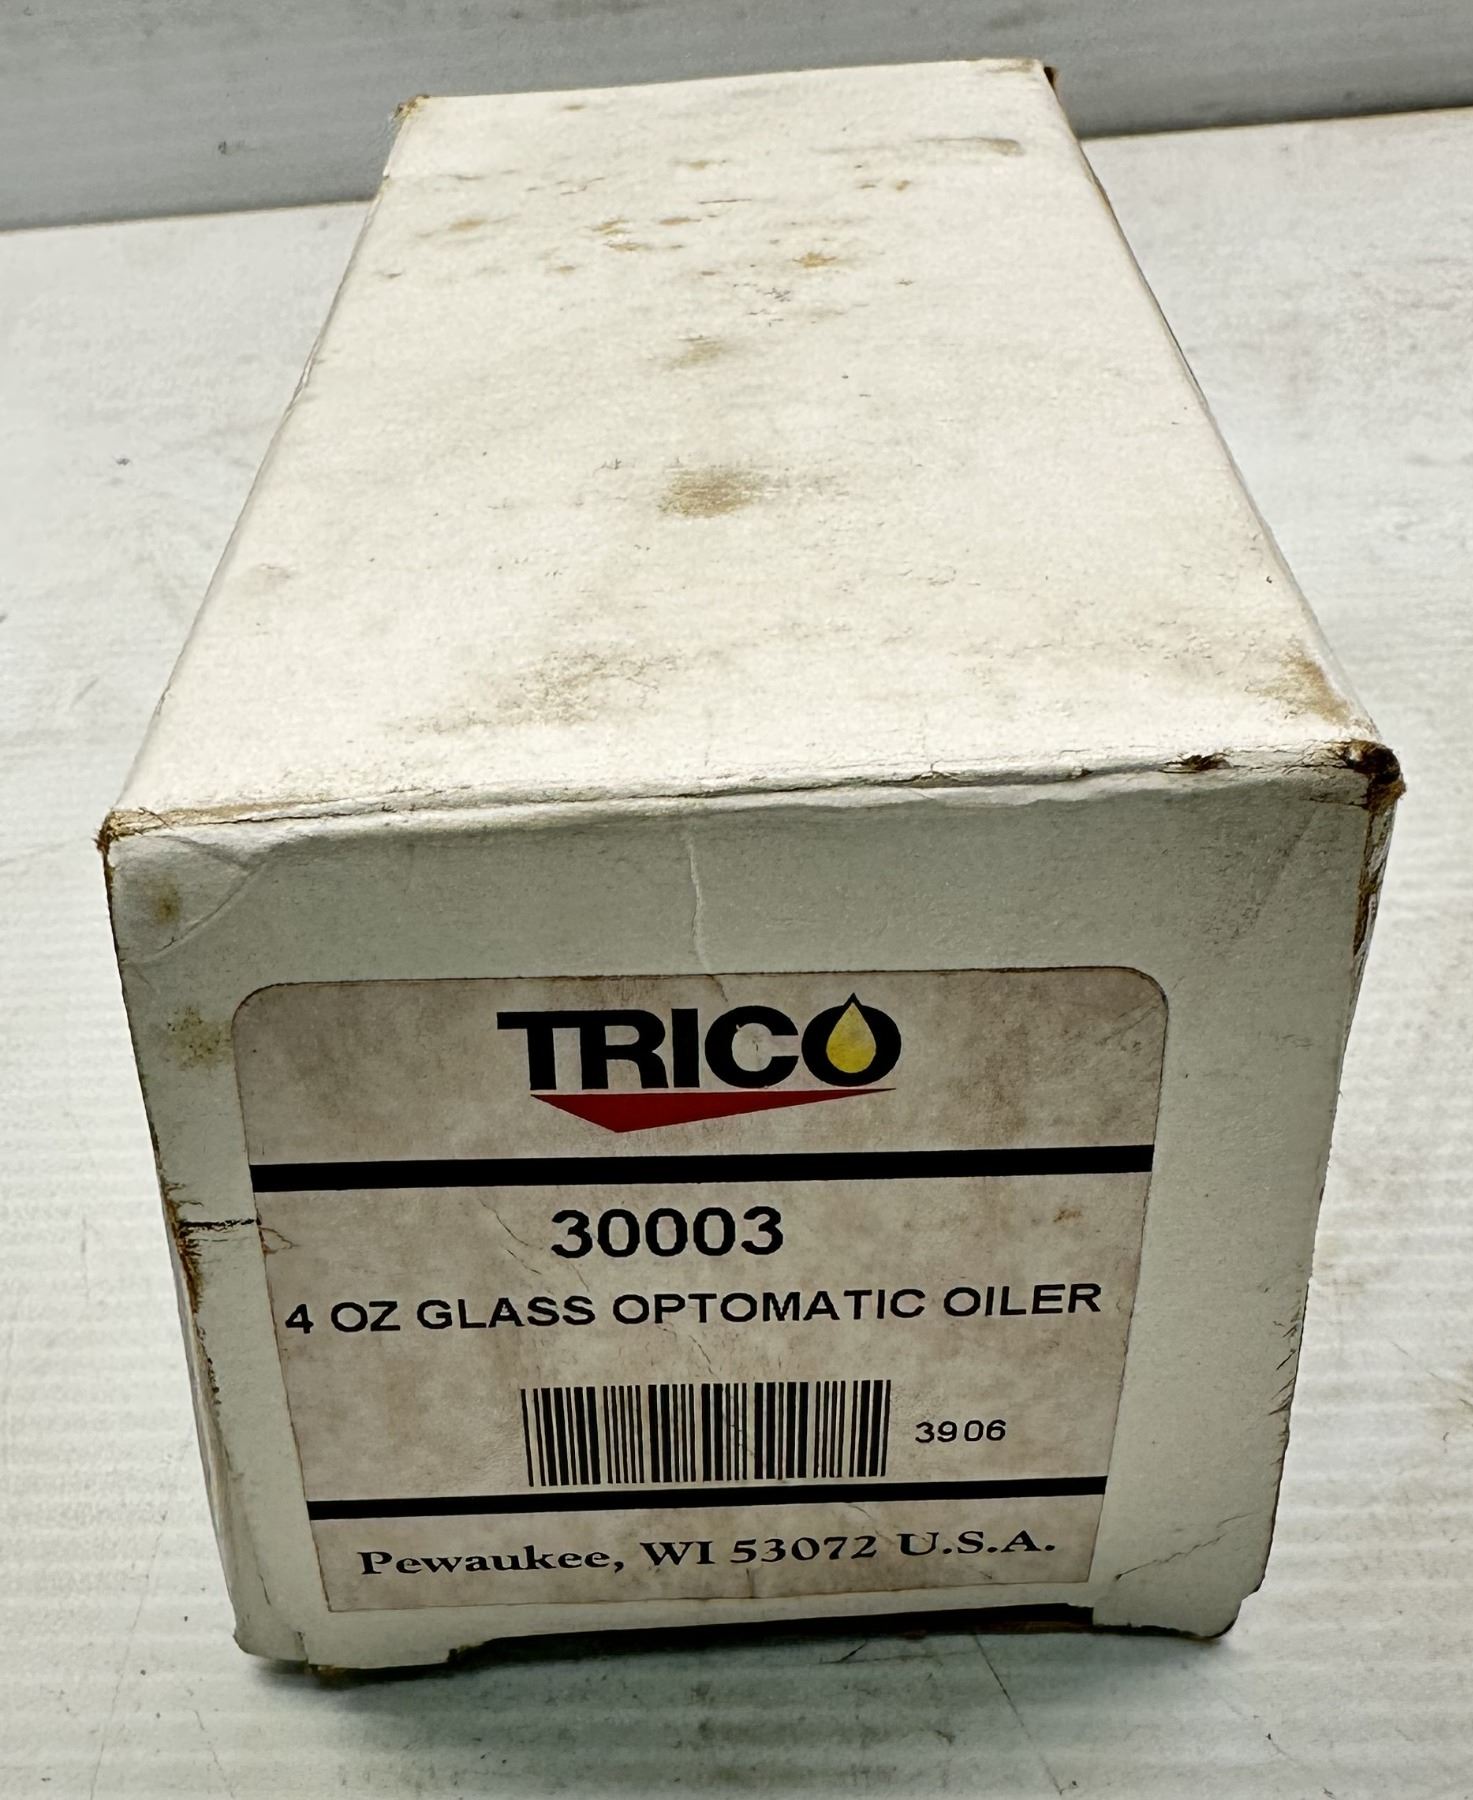 TRICO
30003
4 OZ GLASS OPTOMATIC OILER
3906
Pewaukee, WI 53072 U.S.A.